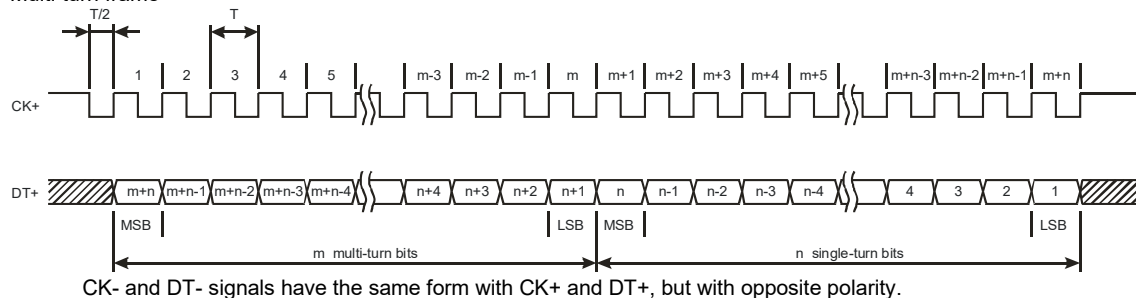 Multi-turn frame
T/2 T
1 2 3 4 5 m-3 m-2 m-1 m m+1 m+2 m+3 m+4 m+5 m+n-3 m+n-2 m+n-1 m+n
CK+
DT+ m+n m+n-1 m+n-2 m+n-3 m+n-4 n+4 n+3 n+2 n+1 n n-1 n-2 n-3 n-4 4 3 2 1
MSB LSB MSB LSB
m multi-turn bits n single-turn bits
CK- and DT- signals have the same form with CK+ and DT+, but with opposite polarity.